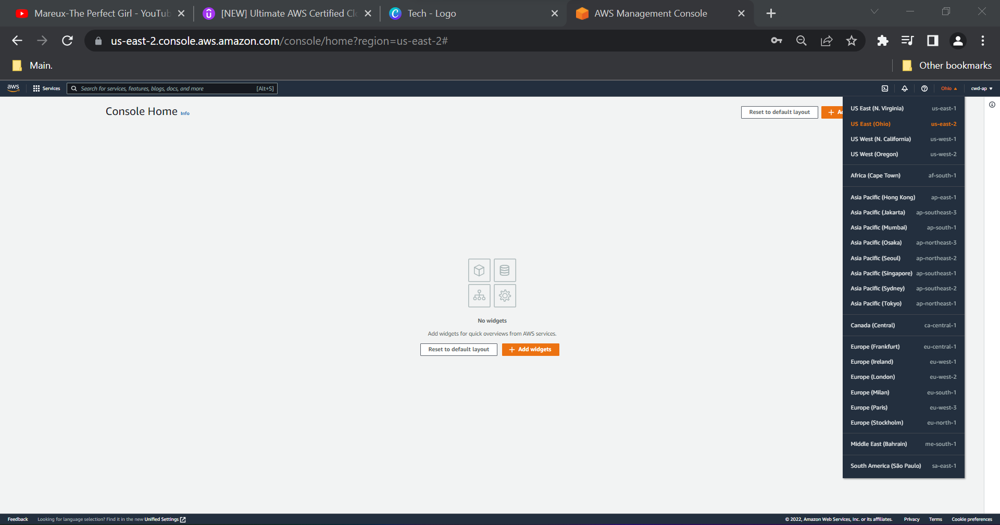 Mareux-The Perfect Girl - YouTub
[NEW] Ultimate AWS Certified Clo
Tech - Logo
AWS Management Console
us-east-2.console.aws.amazon.com/console/home?region=us-east-2#
Main.
Other bookmarks
aws
Services
Search for services, features, blogs, docs, and more
[Alt+S]
Ohio
cwd-ap
Console Home Info
Reset to default layout
+ Ad
US East (N. Virginia) us-east-1
US East (Ohio) us-east-2
US West (N. California) us-west-1
US West (Oregon) us-west-2
Africa (Cape Town) af-south-1
Asia Pacific (Hong Kong) ap-east-1
Asia Pacific (Jakarta) ap-southeast-3
Asia Pacific (Mumbai) ap-south-1
Asia Pacific (Osaka) ap-northeast-3
Asia Pacific (Seoul) ap-northeast-2
Asia Pacific (Singapore) ap-southeast-1
Asia Pacific (Sydney) ap-southeast-2
Asia Pacific (Tokyo) ap-northeast-1
Canada (Central) ca-central-1
Europe (Frankfurt) eu-central-1
Europe (Ireland) eu-west-1
Europe (London) eu-west-2
Europe (Milan) eu-south-1
Europe (Paris) eu-west-3
Europe (Stockholm) eu-north-1
Middle East (Bahrain) me-south-1
South America (São Paulo) sa-east-1
No widgets
Add widgets for quick overviews from AWS services.
Reset to default layout
+ Add widgets
Feedback
Looking for language selection? Find it in the new Unified Settings
© 2022, Amazon Web Services, Inc. or its affiliates.
Privacy
Terms
Cookie preferences